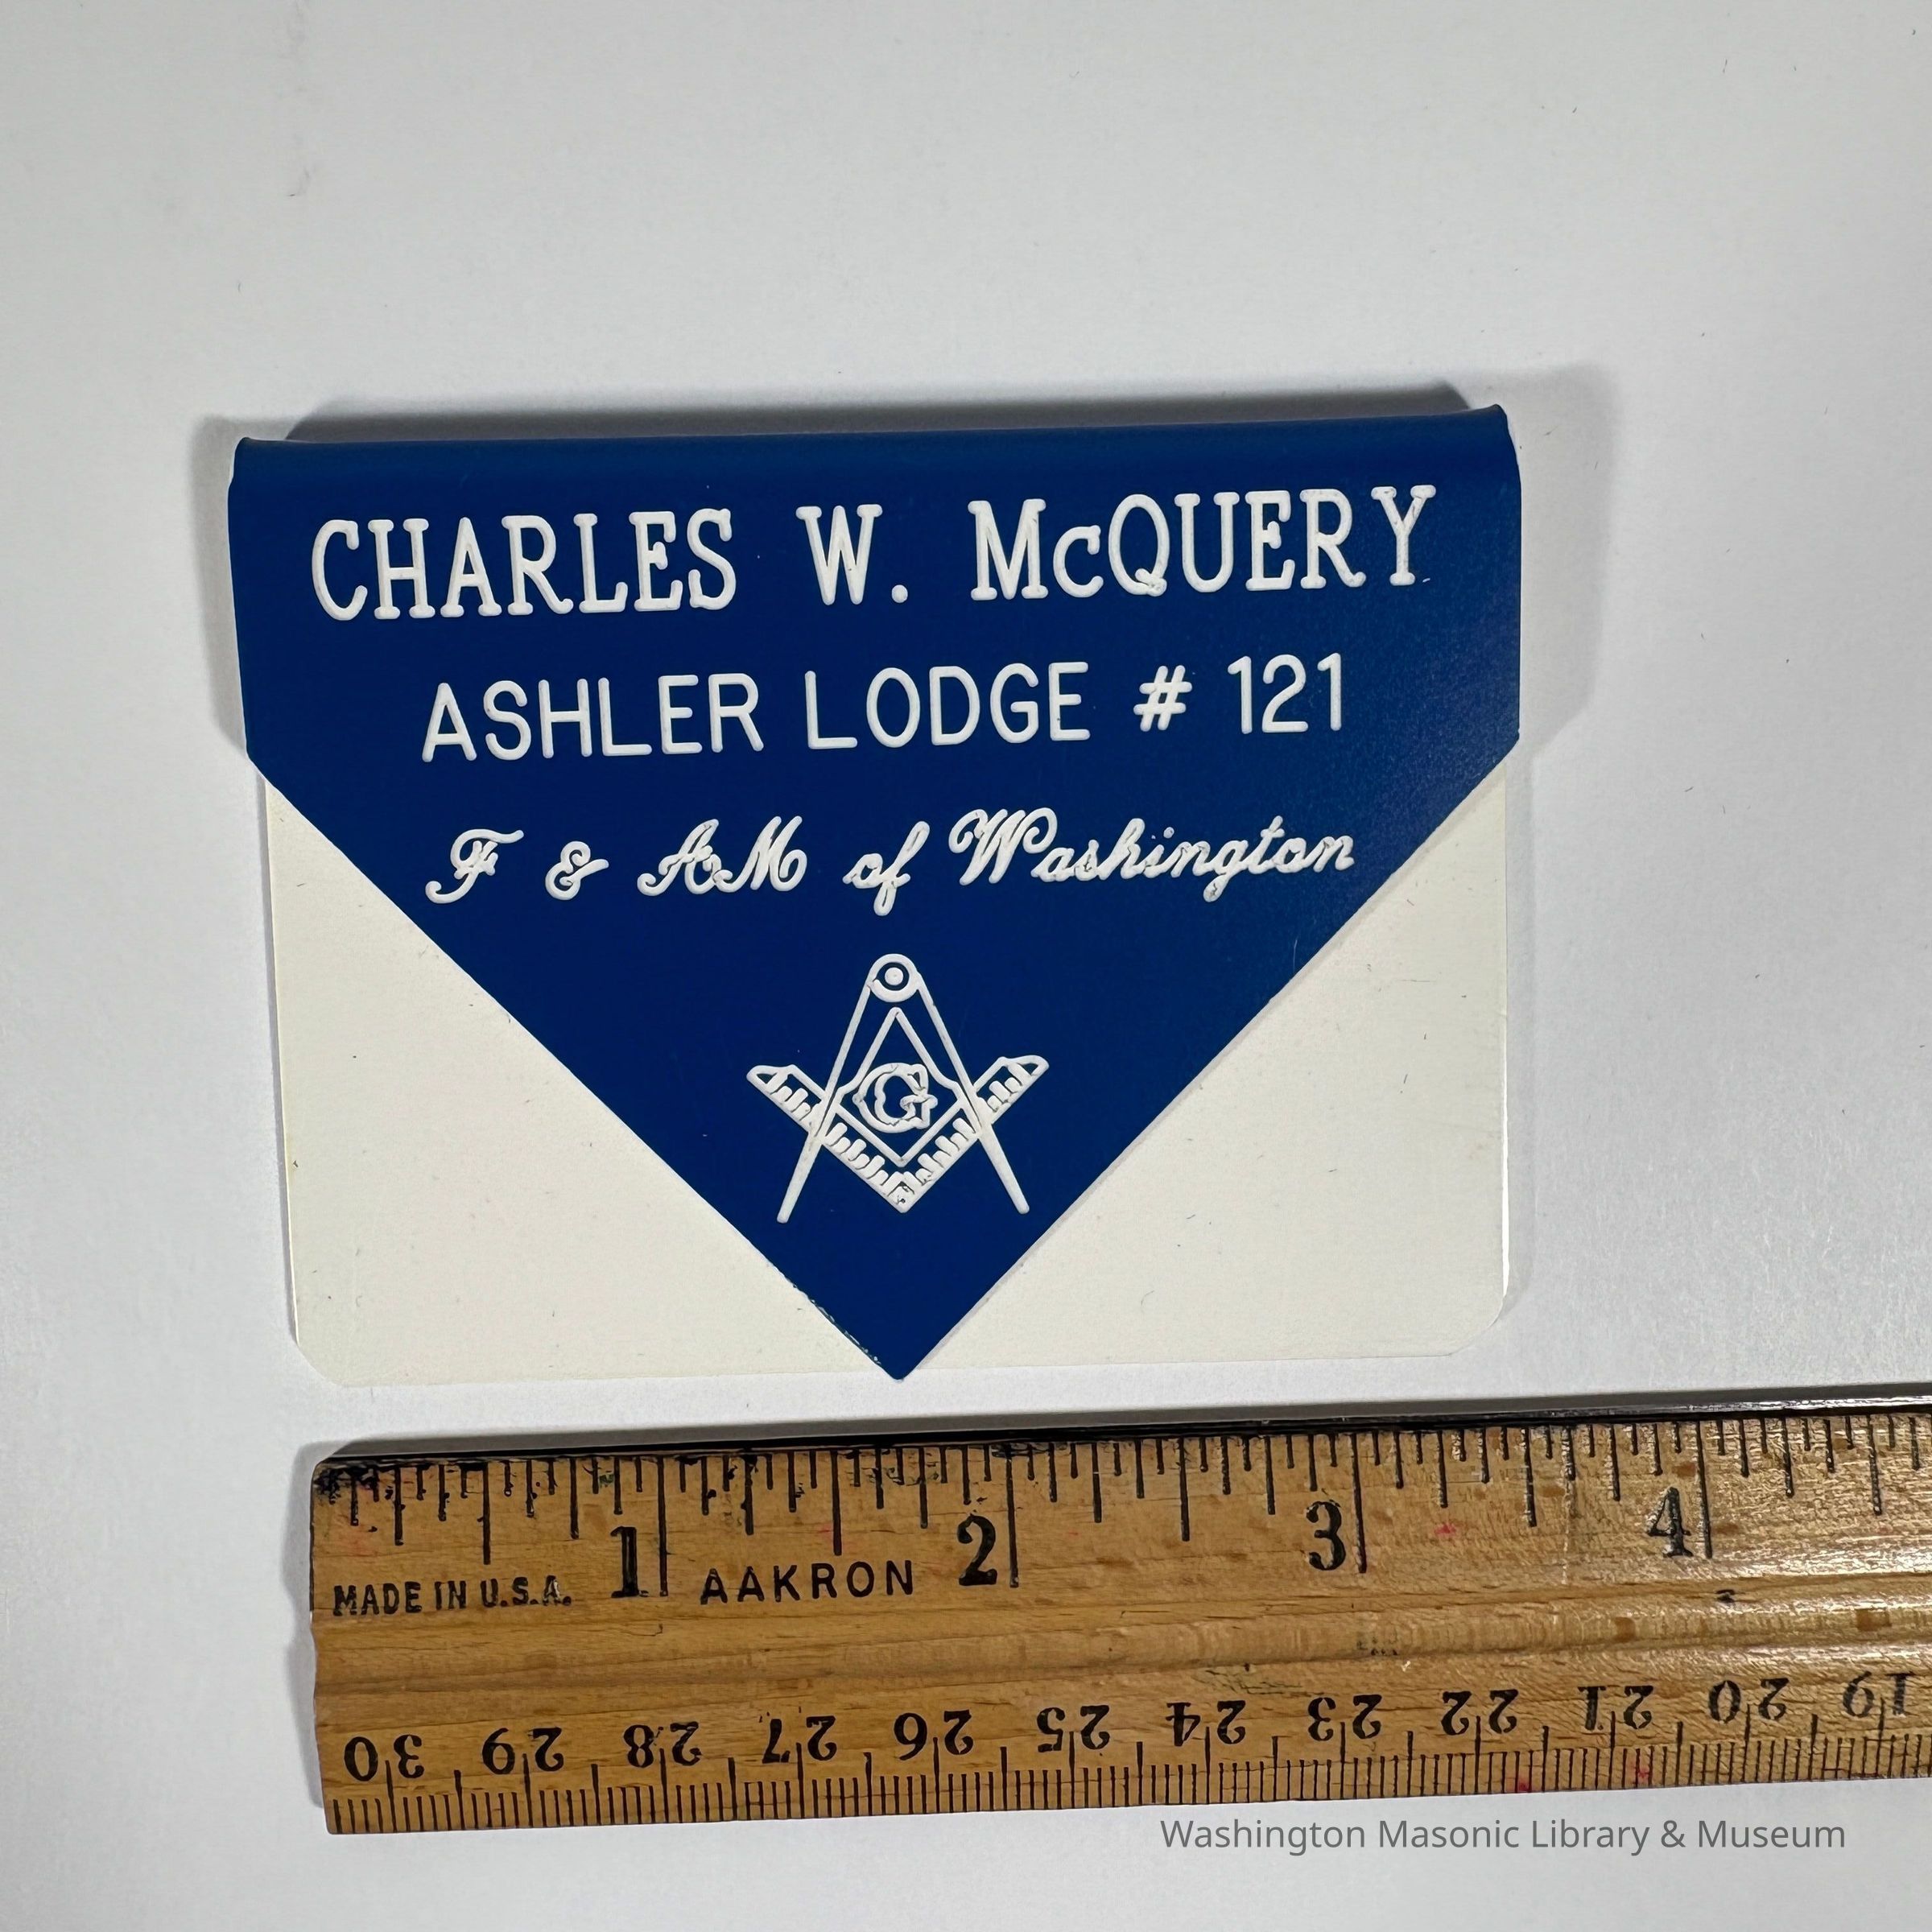 CHARLES W. McQUERY
ASHLER LODGE # 121
F & AM of Washington
G
1 2 3 4
MADE IN U.S.A. AAKRON
30 29 28 27 26 25 24 23 22 21 20 19
Washington Masonic Library & Museum